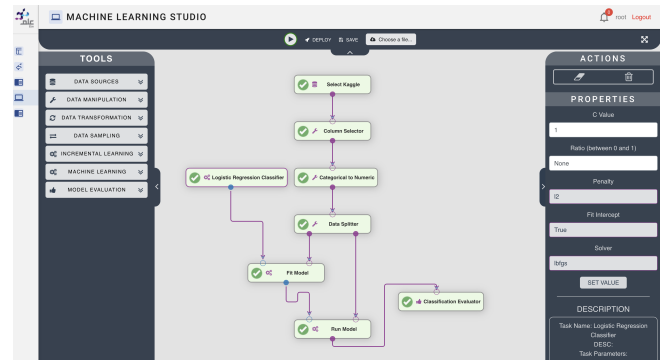 MACHINE LEARNING STUDIO
root Logout
DEPLOY SAVE Choose a file...
TOOLS
DATA SOURCES
DATA MANIPULATION
DATA TRANSFORMATION
DATA SAMPLING
INCREMENTAL LEARNING
MACHINE LEARNING
MODEL EVALUATION
Select Kaggle
Column Selector
Logistic Regression Classifier
Categorical to Numeric
Data Splitter
Fit Model
Classification Evaluator
Run Model
ACTIONS
PROPERTIES
C Value
1
Ratio (between 0 and 1)
None
Penalty
l2
Fit Intercept
True
Solver
lbfgs
SET VALUE
DESCRIPTION
Task Name: Logistic Regression
Classifier
DESC:
Task Parameters: